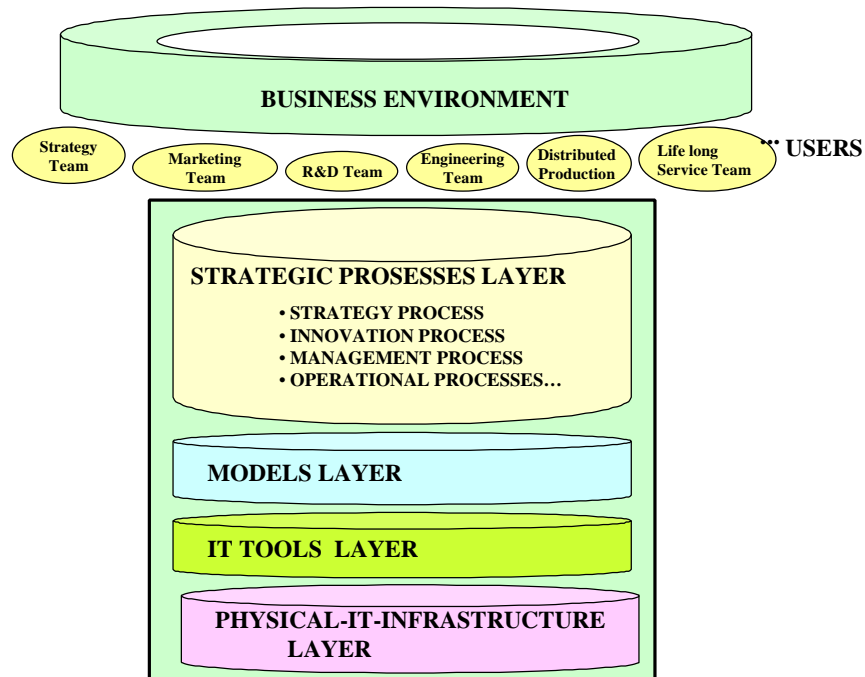 BUSINESS ENVIRONMENT
Strategy
Team
Marketing
Team
R&D Team
Engineering
Team
Distributed
Production
Life long
Service Team
... USERS
STRATEGIC PROSESSES LAYER
• STRATEGY PROCESS
• INNOVATION PROCESS
• MANAGEMENT PROCESS
• OPERATIONAL PROCESSES…
MODELS LAYER
IT TOOLS LAYER
PHYSICAL-IT-INFRASTRUCTURE
LAYER